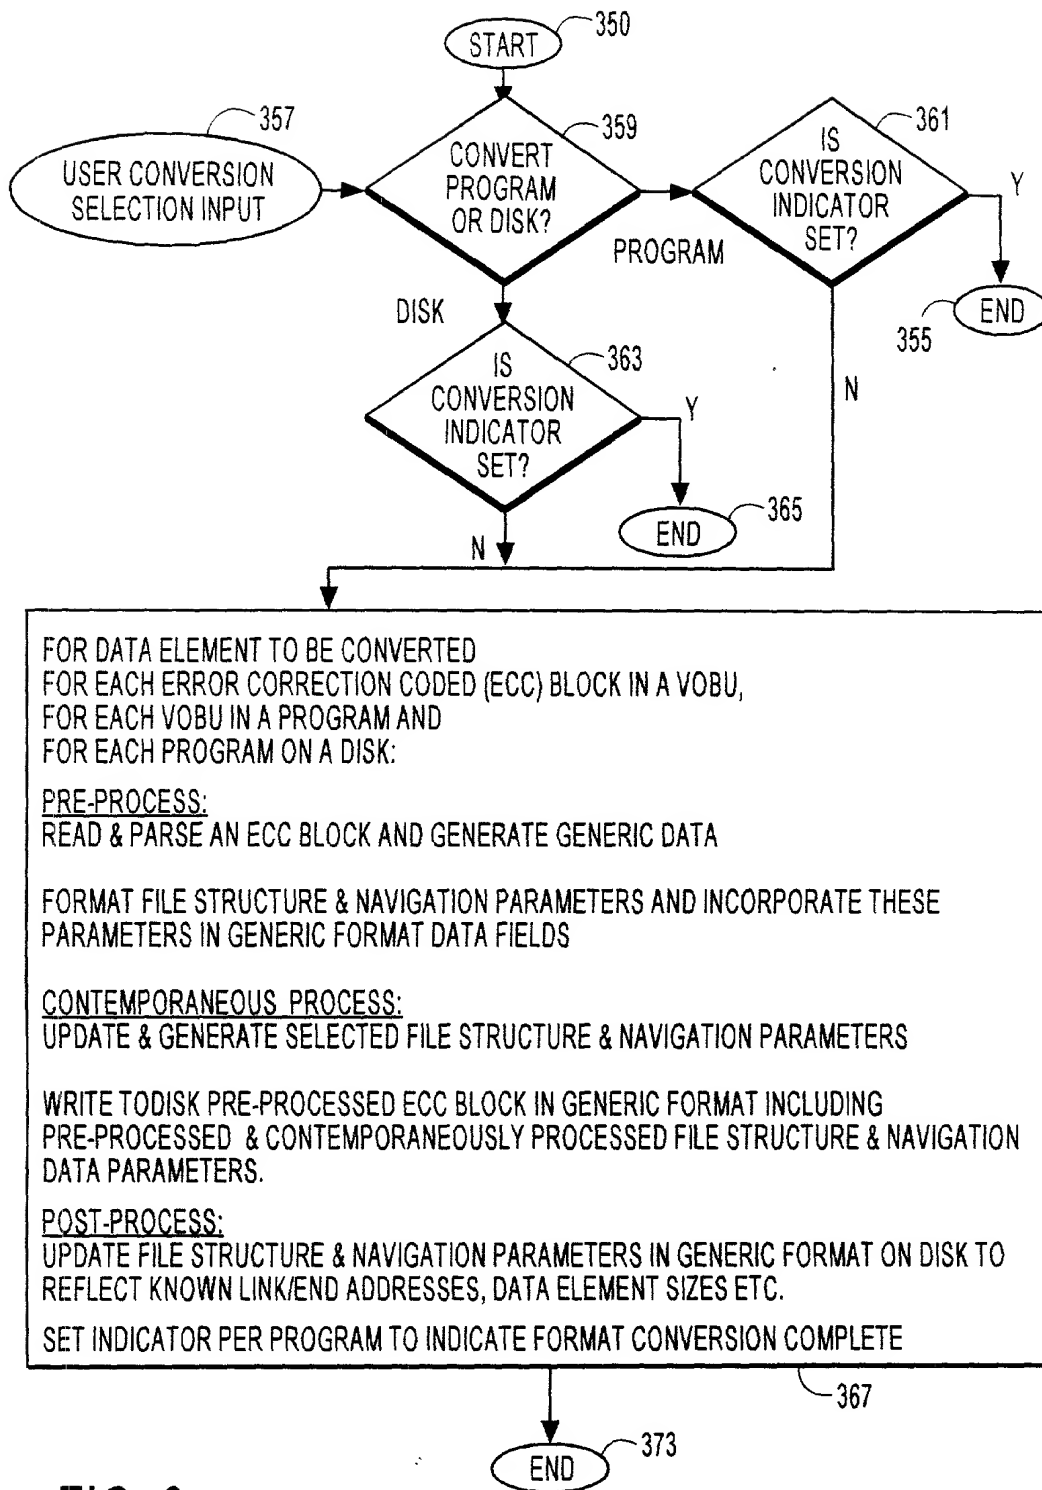 START
350
357
USER CONVERSION
SELECTION INPUT
359
CONVERT
PROGRAM
OR DISK?
361
IS
CONVERSION
INDICATOR
SET?
Y
PROGRAM
END
355
DISK
363
IS
CONVERSION
INDICATOR
SET?
Y
N
END
365
N
FOR DATA ELEMENT TO BE CONVERTED
FOR EACH ERROR CORRECTION CODED (ECC) BLOCK IN A VOBU,
FOR EACH VOBU IN A PROGRAM AND
FOR EACH PROGRAM ON A DISK:
PRE-PROCESS:
READ & PARSE AN ECC BLOCK AND GENERATE GENERIC DATA
FORMAT FILE STRUCTURE & NAVIGATION PARAMETERS AND INCORPORATE THESE
PARAMETERS IN GENERIC FORMAT DATA FIELDS
CONTEMPORANEOUS PROCESS:
UPDATE & GENERATE SELECTED FILE STRUCTURE & NAVIGATION PARAMETERS
WRITE TODISK PRE-PROCESSED ECC BLOCK IN GENERIC FORMAT INCLUDING
PRE-PROCESSED & CONTEMPORANEOUSLY PROCESSED FILE STRUCTURE & NAVIGATION
DATA PARAMETERS.
POST-PROCESS:
UPDATE FILE STRUCTURE & NAVIGATION PARAMETERS IN GENERIC FORMAT ON DISK TO
REFLECT KNOWN LINK/END ADDRESSES, DATA ELEMENT SIZES ETC.
SET INDICATOR PER PROGRAM TO INDICATE FORMAT CONVERSION COMPLETE
367
373
END